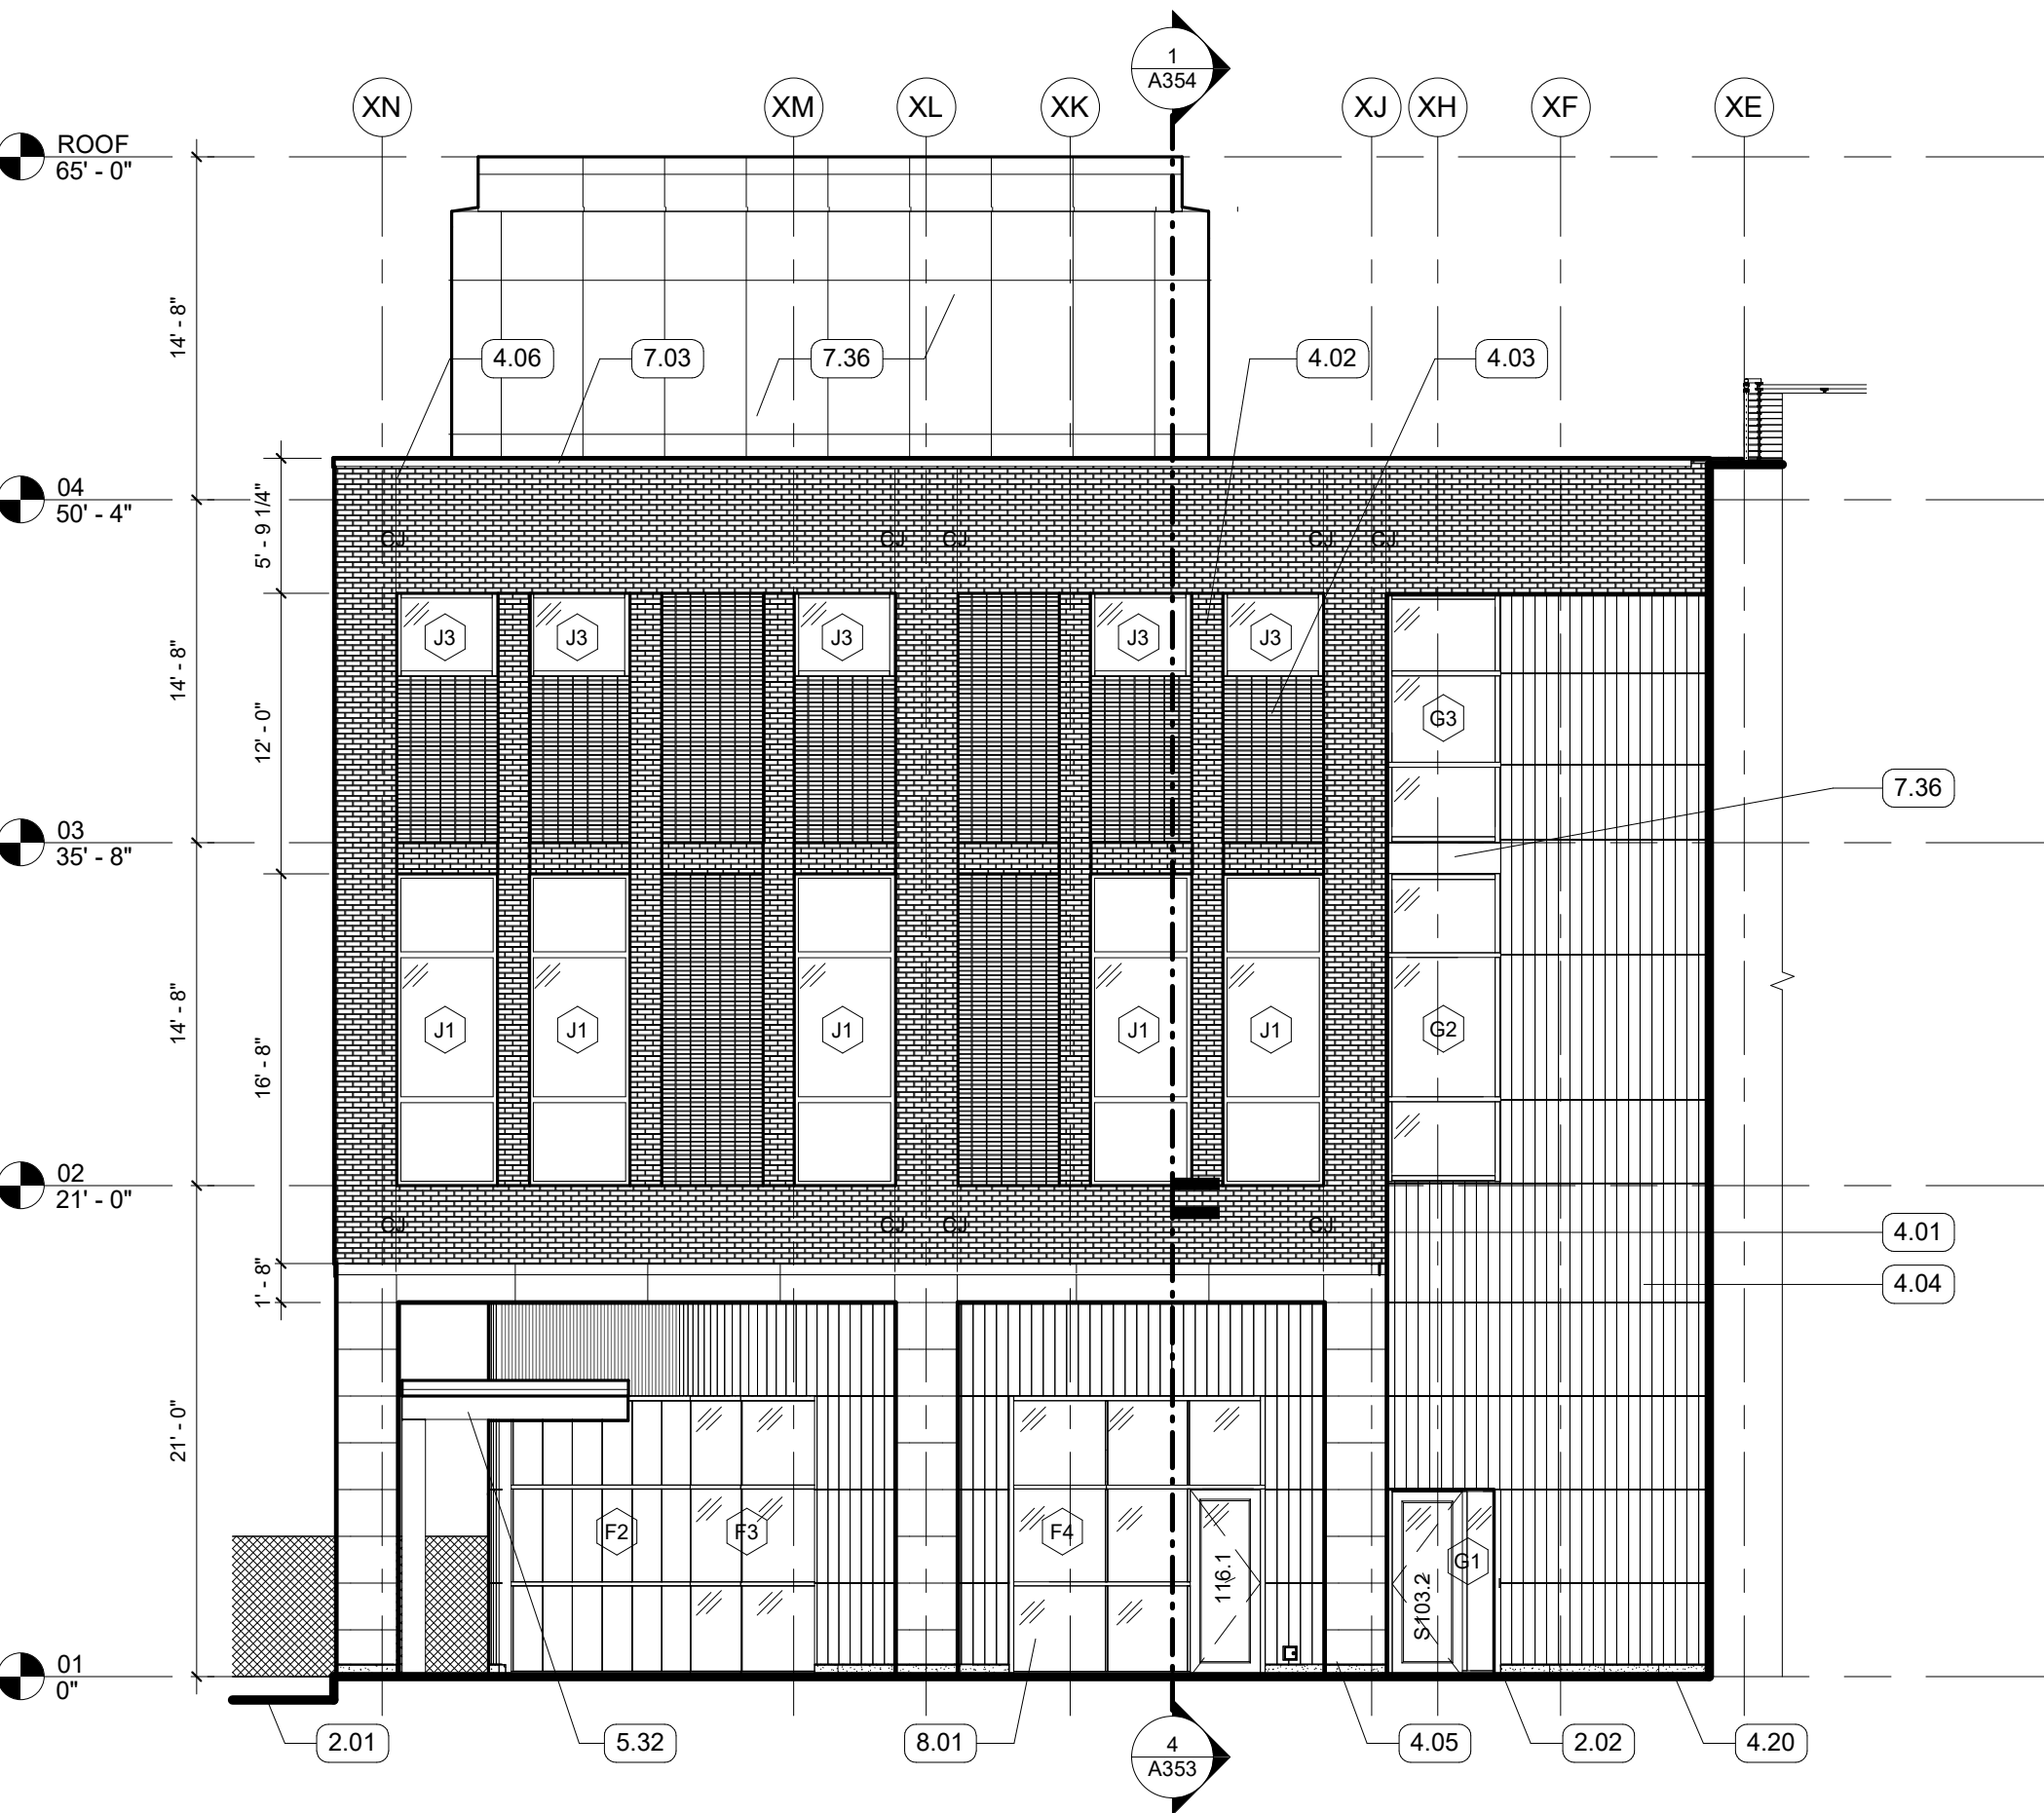 1
A354
XN
XM
XL
XK
XJ
XH
XF
XE
ROOF
65' - 0"
14' - 8"
4.06
7.03
7.36
4.02
4.03
04
50' - 4"
5' - 9 1/4"
CJ
CJ
CJ
CJ
CJ
J3
J3
J3
J3
J3
14' - 8"
12' - 0"
G3
7.36
03
35' - 8"
14' - 8"
16' - 8"
J1
J1
J1
J1
J1
G2
02
21' - 0"
CJ
CJ
CJ
CJ
4.01
4.04
1' - 8"
21' - 0"
F2
F3
F4
116.1
S103.2
G1
01
0"
2.01
5.32
8.01
4.05
2.02
4.20
4
A353